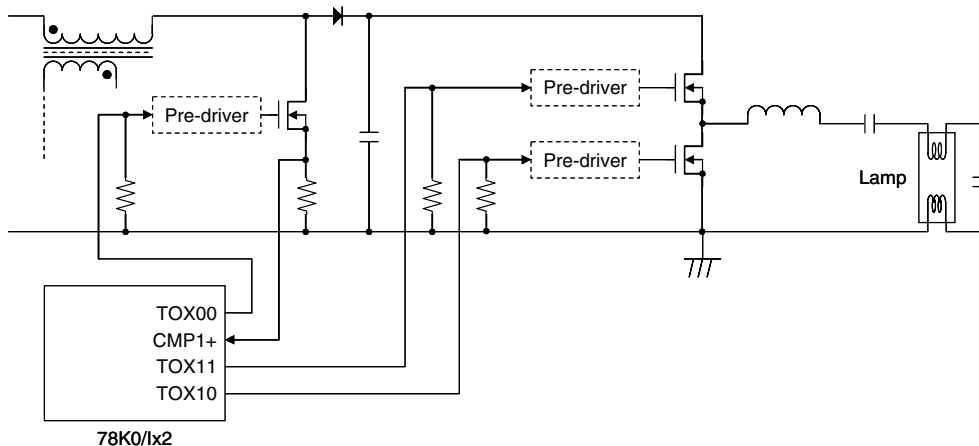 Pre-driver
Pre-driver
Pre-driver
Lamp
TOX00
CMP1+
TOX11
TOX10
78K0/Ix2